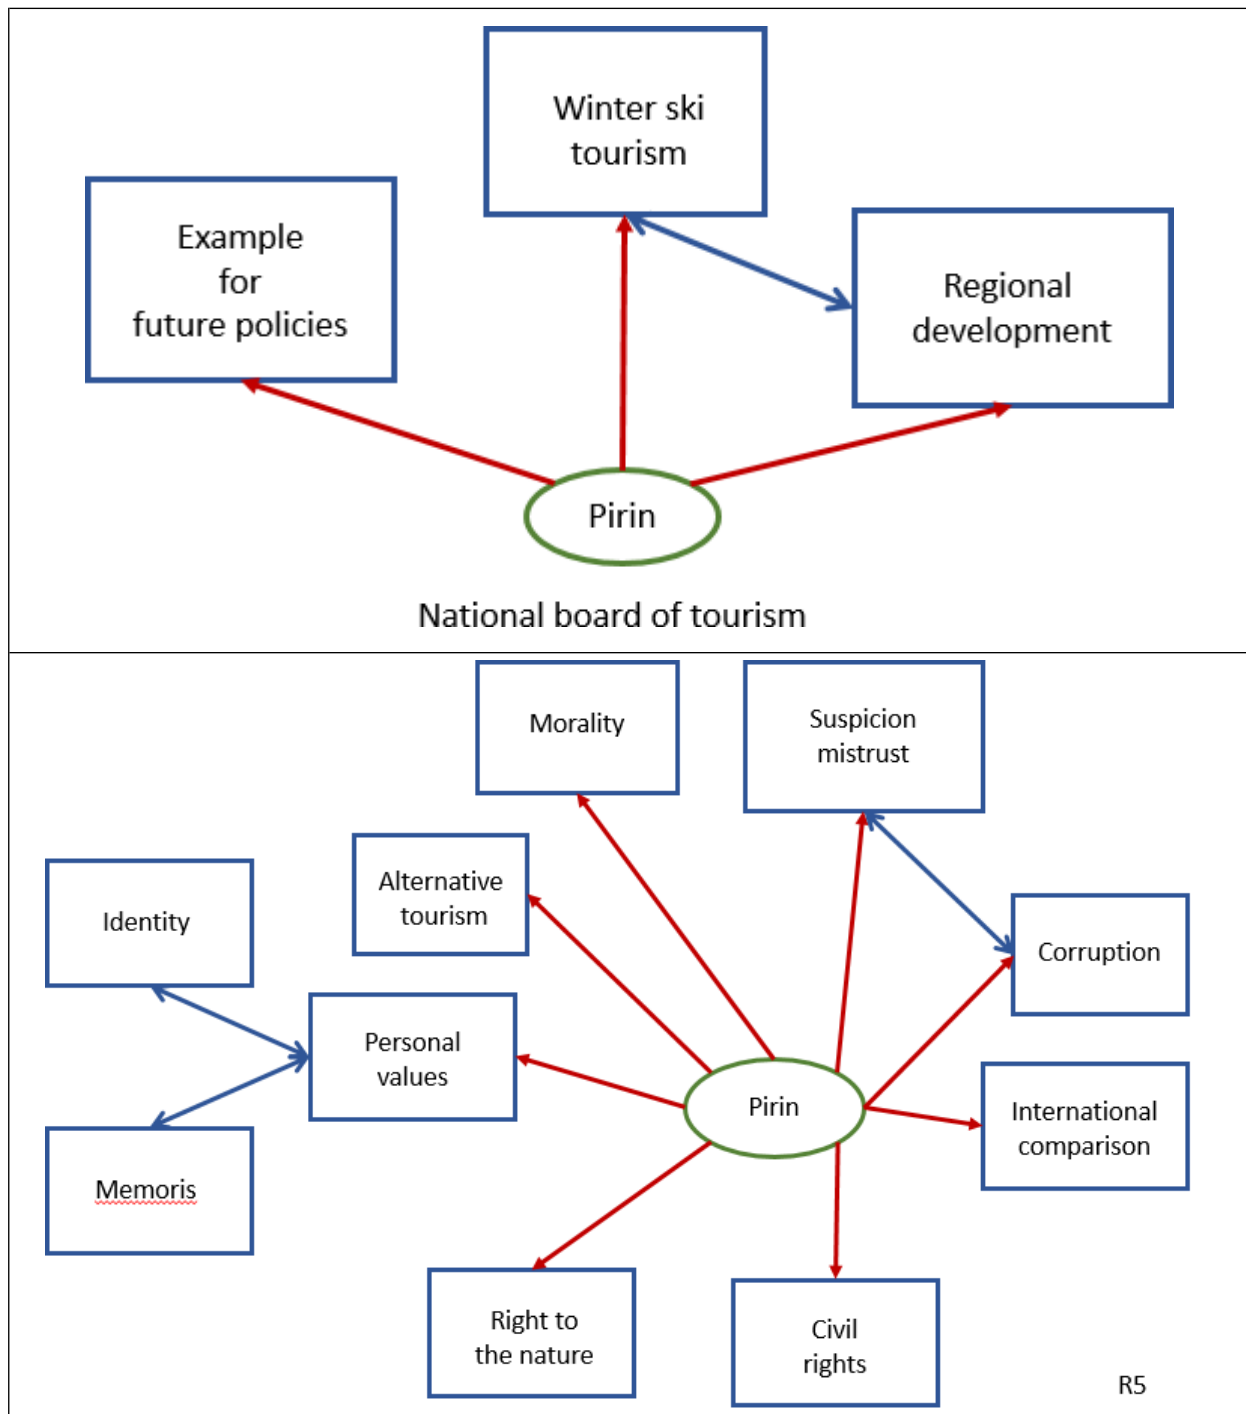 Winter ski
tourism
Example
for
future policies
Regional
development
Pirin
National board of tourism
Morality
Suspicion
mistrust
Alternative
tourism
Identity
Corruption
Personal
values
Pirin
International
comparison
Memoris
Right to
the nature
Civil
rights
R5